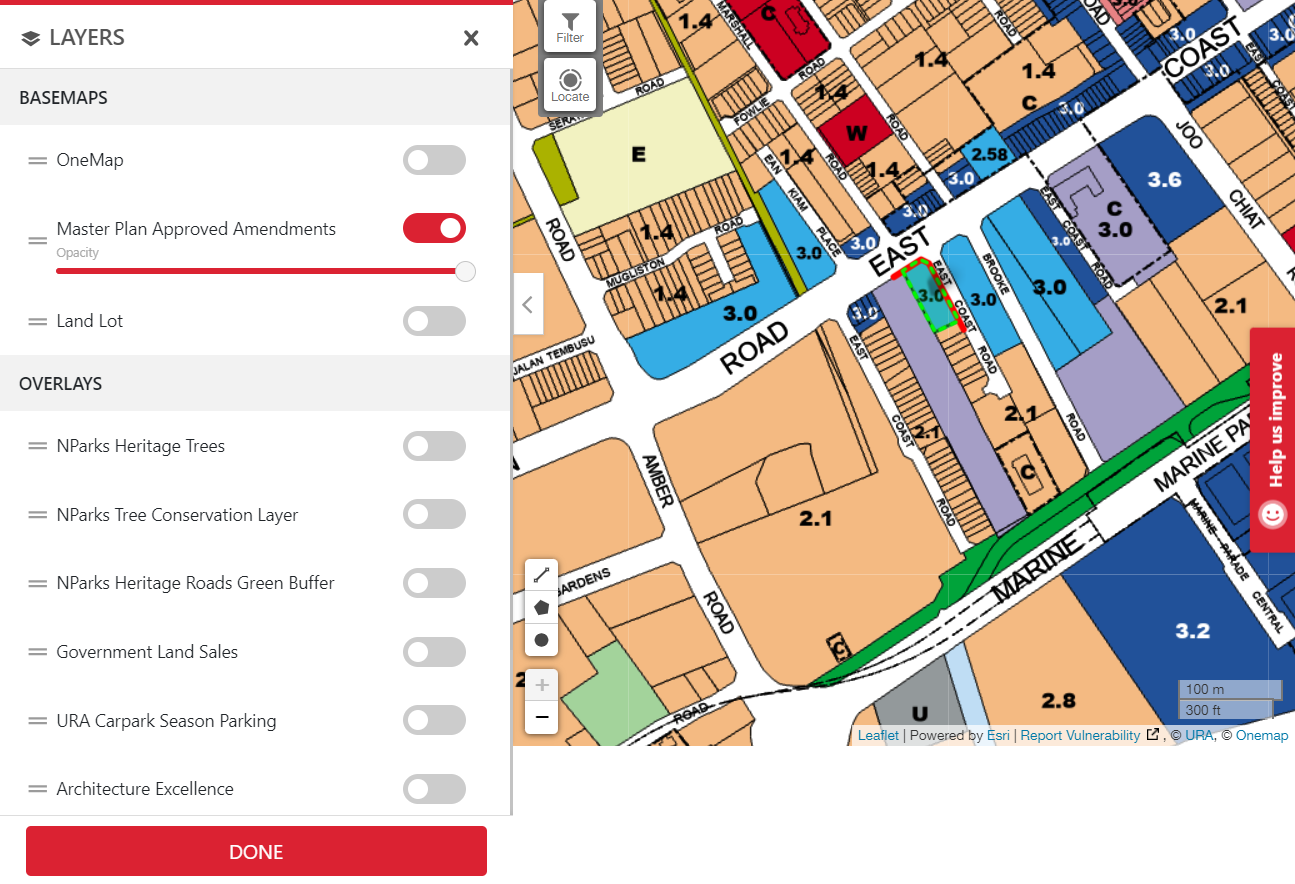 LAYERS
BASEMAPS
OneMap
Master Plan Approved Amendments
Opacity
Land Lot
OVERLAYS
NParks Heritage Trees
NParks Tree Conservation Layer
NParks Heritage Roads Green Buffer
Government Land Sales
URA Carpark Season Parking
Architecture Excellence
DONE
Filter
Locate
1.4
MARSHALL
C
ROAD
ROAD
3.0
COAST
3.0
3.0
EAST
1.4
1.4
C
3.0
ROAD
FOWLIE
ROAD
1.4
W
ROAD
ROAD
E
EAN
KIAM
PLACE
1.4
1.4
2.58
3.0
3.0
JOO
CHIAT
3.6
C
3.0
EAST
COAST
ROAD
3.0
ROAD
1.4
ROAD
MUGLISTON
1.4
3.0
3.0
3.0
EAST
ROAD
3.0
3.0
EAST
COAST
ROAD
3.0
BROOKE
ROAD
3.0
2.1
JALAN TEMBUSU
EAST
COAST
ROAD
2.1
2.1
C
AMBER
ROAD
2.1
MARINE
MARINE
PARADE
CENTRAL
MARINE
C
3.2
2.8
U
ROAD
Help us improve
100 m
300 ft
Leaflet | Powered by Esri | Report Vulnerability , © URA, © Onemap